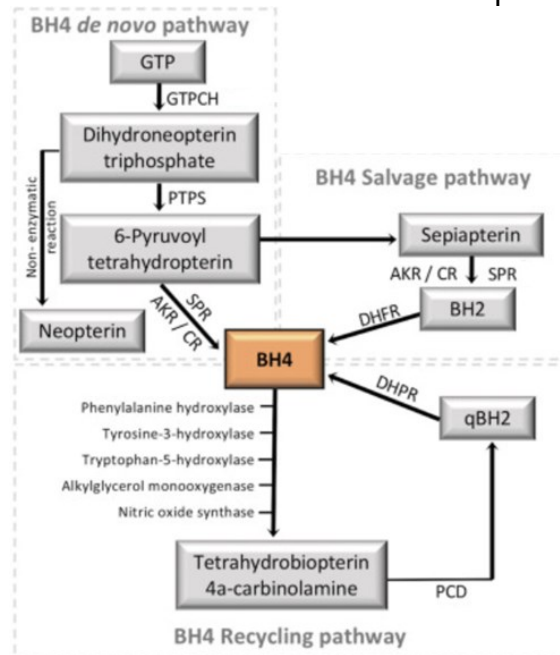 BH4 de novo pathway
GTP
GTPCH
Dihydroneopterin
triphosphate
Non- enzymatic
reaction
PTPS
6-Pyruvoyl
tetrahydropterin
Neopterin
SPR
AKR / CR
BH4 Salvage pathway
Sepiapterin
AKR / CR
SPR
BH2
DHFR
BH4
DHPR
qBH2
Phenylalanine hydroxylase
Tyrosine-3-hydroxylase
Tryptophan-5-hydroxylase
Alkylglycerol monooxygenase
Nitric oxide synthase
Tetrahydrobiopterin
4a-carbinolamine
PCD
BH4 Recycling pathway